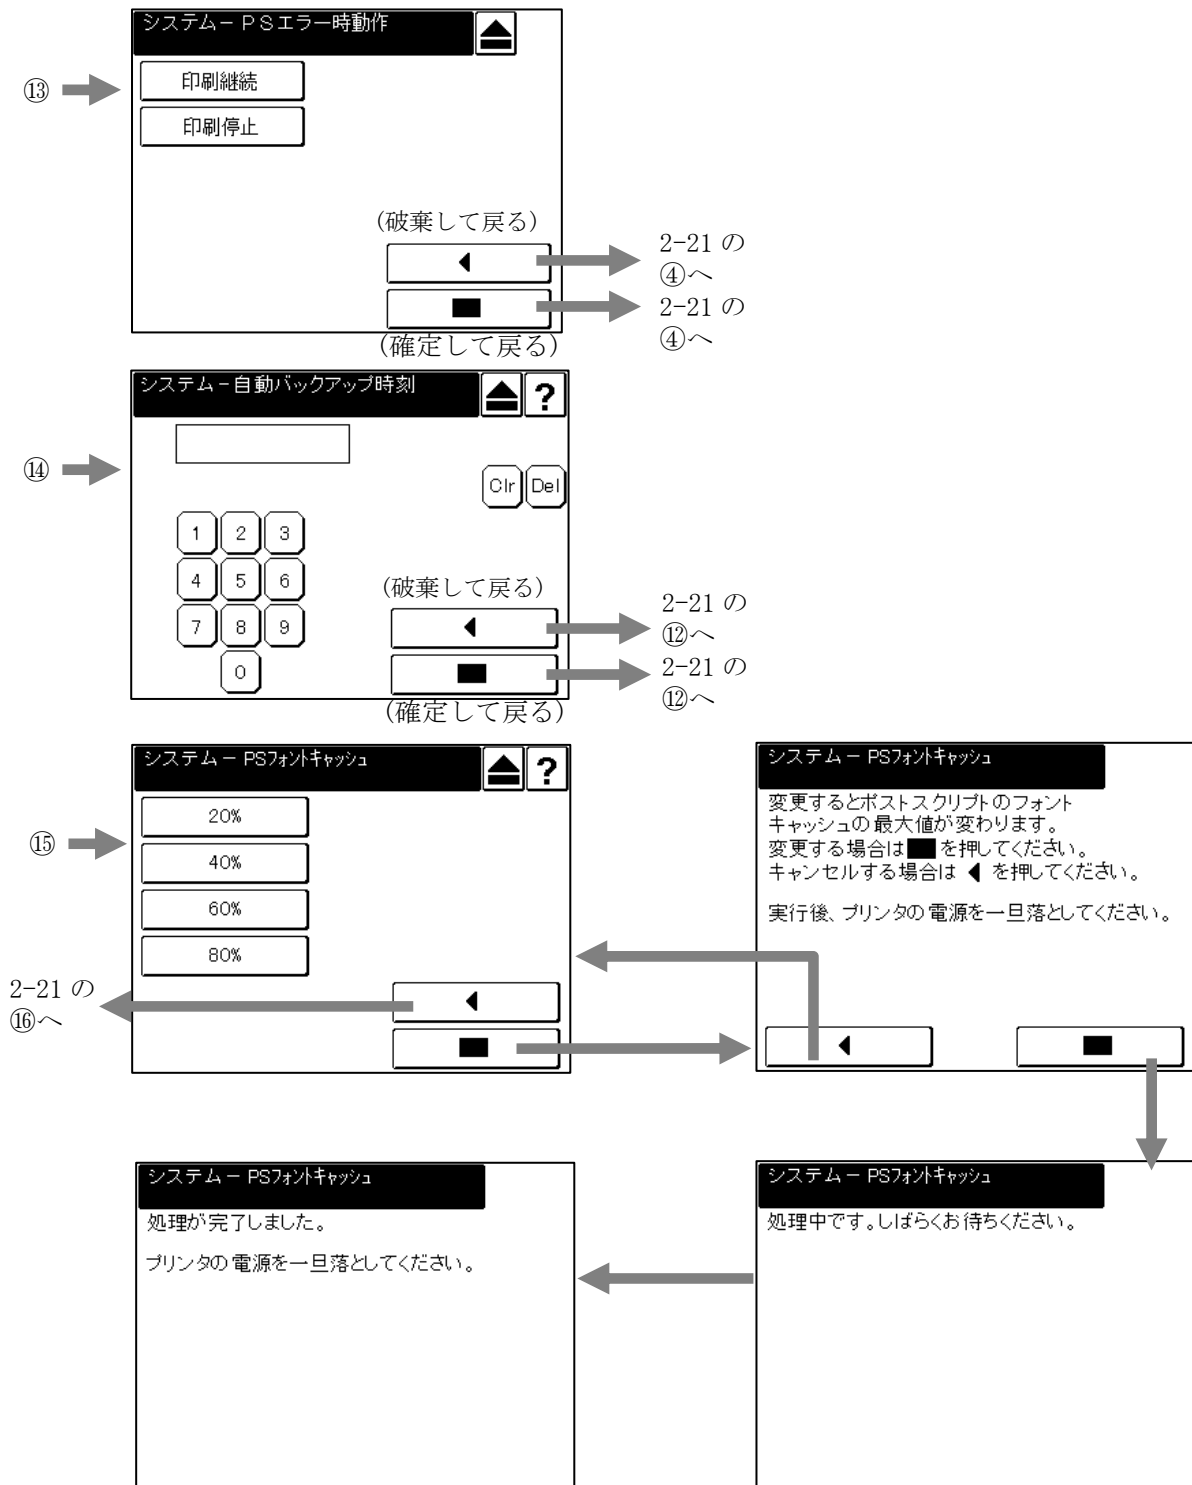 システム－ＰＳエラー時動作
⑬
印刷継続
印刷停止
(破棄して戻る)
2-21 の
④へ
2-21 の
④へ
(確定して戻る)
システム－自動バックアップ時刻
?
⑭
Clr Del
1 2 3
4 5 6
7 8 9
0
(破棄して戻る)
2-21 の
⑫へ
2-21 の
⑫へ
(確定して戻る)
システム－ PSフォントキャッシュ
?
⑮
20%
40%
60%
80%
2-21 の
⑯へ
システム－ PSフォントキャッシュ
変更するとポストスクリプトのフォント
キャッシュの最大値が変わります。
変更する場合は■を押してください。
キャンセルする場合は ◀ を押してください。
実行後、プリンタの電源を一旦落としてください。
システム－ PSフォントキャッシュ
処理が完了しました。
プリンタの電源を一旦落としてください。
システム－ PSフォントキャッシュ
処理中です。しばらくお待ちください。